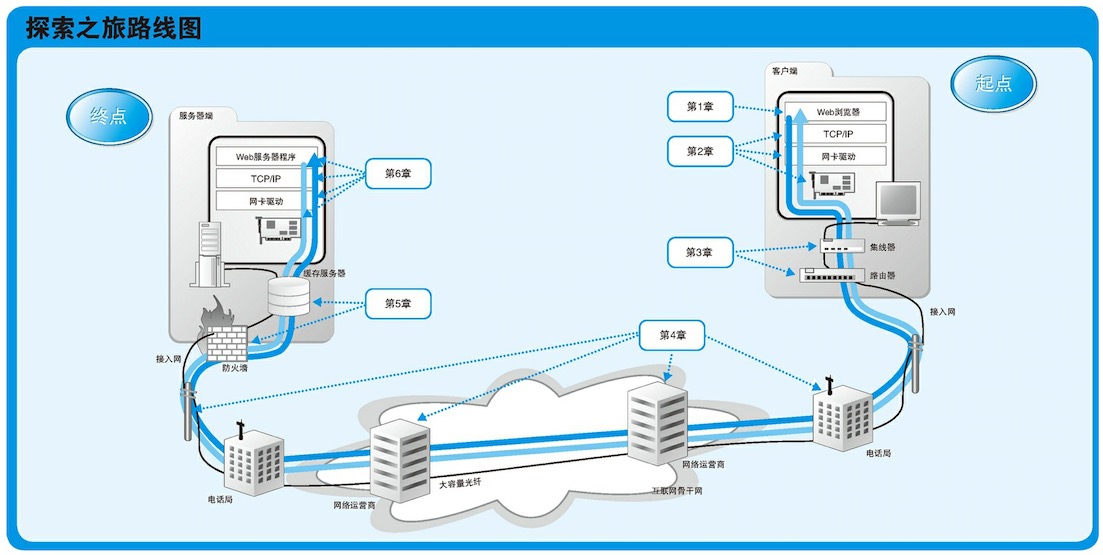 探索之旅路线图
终点
起点
服务器端
Web服务器程序
TCP/IP
网卡驱动
第6章
缓存服务器
第5章
接入网
防火墙
电话局
网络运营商
大容量光纤
第4章
网络运营商
互联网骨干网
电话局
客户端
第1章
Web浏览器
TCP/IP
第2章
网卡驱动
第3章
集线器
路由器
接入网